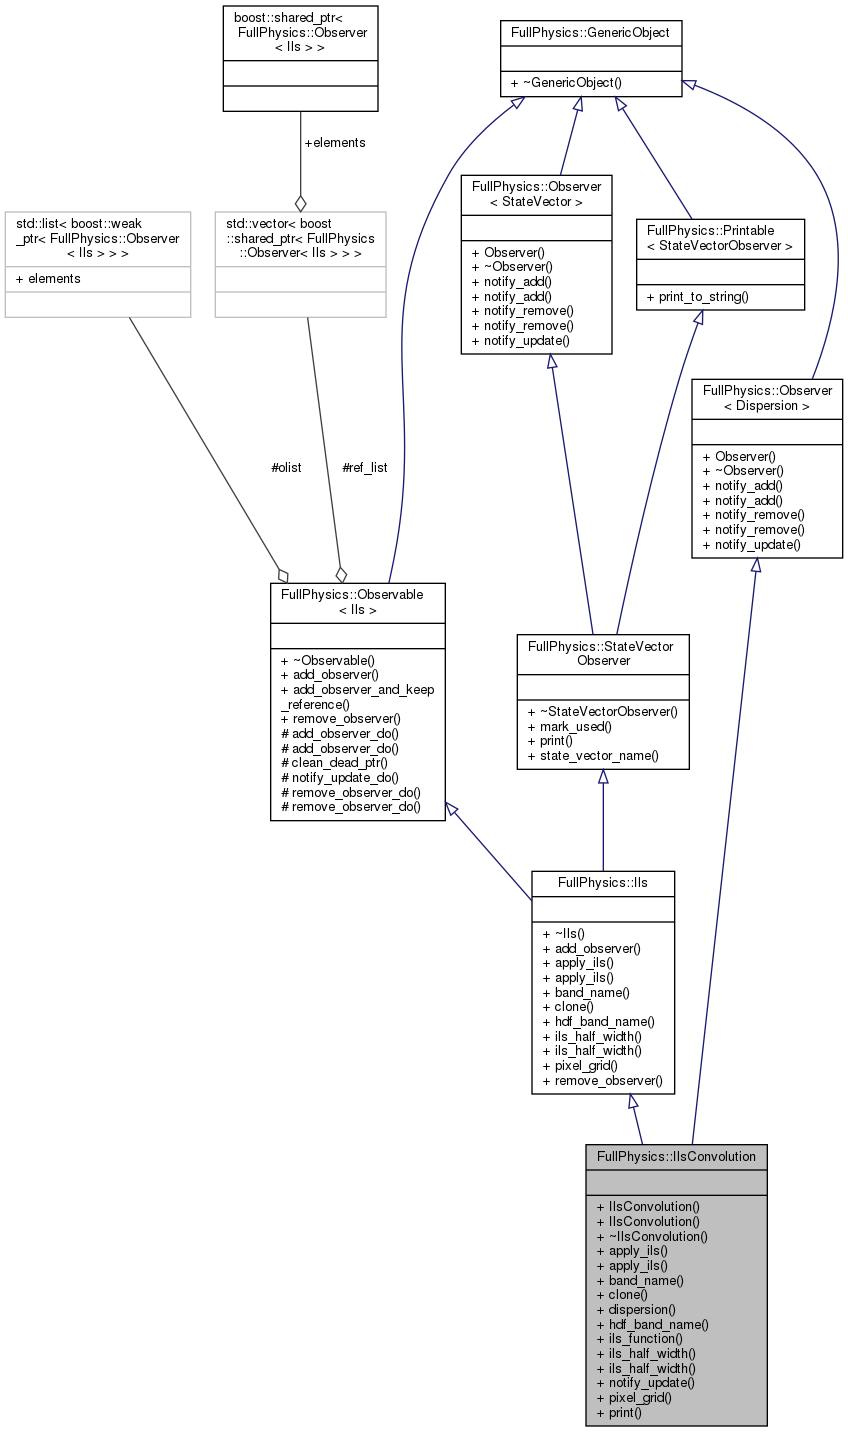 boost::shared_ptr<
FullPhysics::Observer
< Ils > >
FullPhysics::GenericObject
+ ~GenericObject()
+elements
FullPhysics::Observer
< StateVector >
+ Observer()
+ ~Observer()
+ notify_add()
+ notify_add()
+ notify_remove()
+ notify_remove()
+ notify_update()
std::list< boost::weak
_ptr< FullPhysics::Observer
< Ils > > >
+ elements
std::vector< boost
::shared_ptr< FullPhysics
::Observer< Ils > > >
FullPhysics::Printable
< StateVectorObserver >
+ print_to_string()
FullPhysics::Observer
< Dispersion >
+ Observer()
+ ~Observer()
+ notify_add()
+ notify_add()
+ notify_remove()
+ notify_remove()
+ notify_update()
#olist
#ref_list
FullPhysics::Observable
< Ils >
+ ~Observable()
+ add_observer()
+ add_observer_and_keep
_reference()
+ remove_observer()
# add_observer_do()
# add_observer_do()
# clean_dead_ptr()
# notify_update_do()
# remove_observer_do()
# remove_observer_do()
FullPhysics::StateVector
Observer
+ ~StateVectorObserver()
+ mark_used()
+ print()
+ state_vector_name()
FullPhysics::Ils
+ ~Ils()
+ add_observer()
+ apply_ils()
+ apply_ils()
+ band_name()
+ clone()
+ hdf_band_name()
+ ils_half_width()
+ ils_half_width()
+ pixel_grid()
+ remove_observer()
FullPhysics::IlsConvolution
+ IlsConvolution()
+ IlsConvolution()
+ ~IlsConvolution()
+ apply_ils()
+ apply_ils()
+ band_name()
+ clone()
+ dispersion()
+ hdf_band_name()
+ ils_function()
+ ils_half_width()
+ ils_half_width()
+ notify_update()
+ pixel_grid()
+ print()